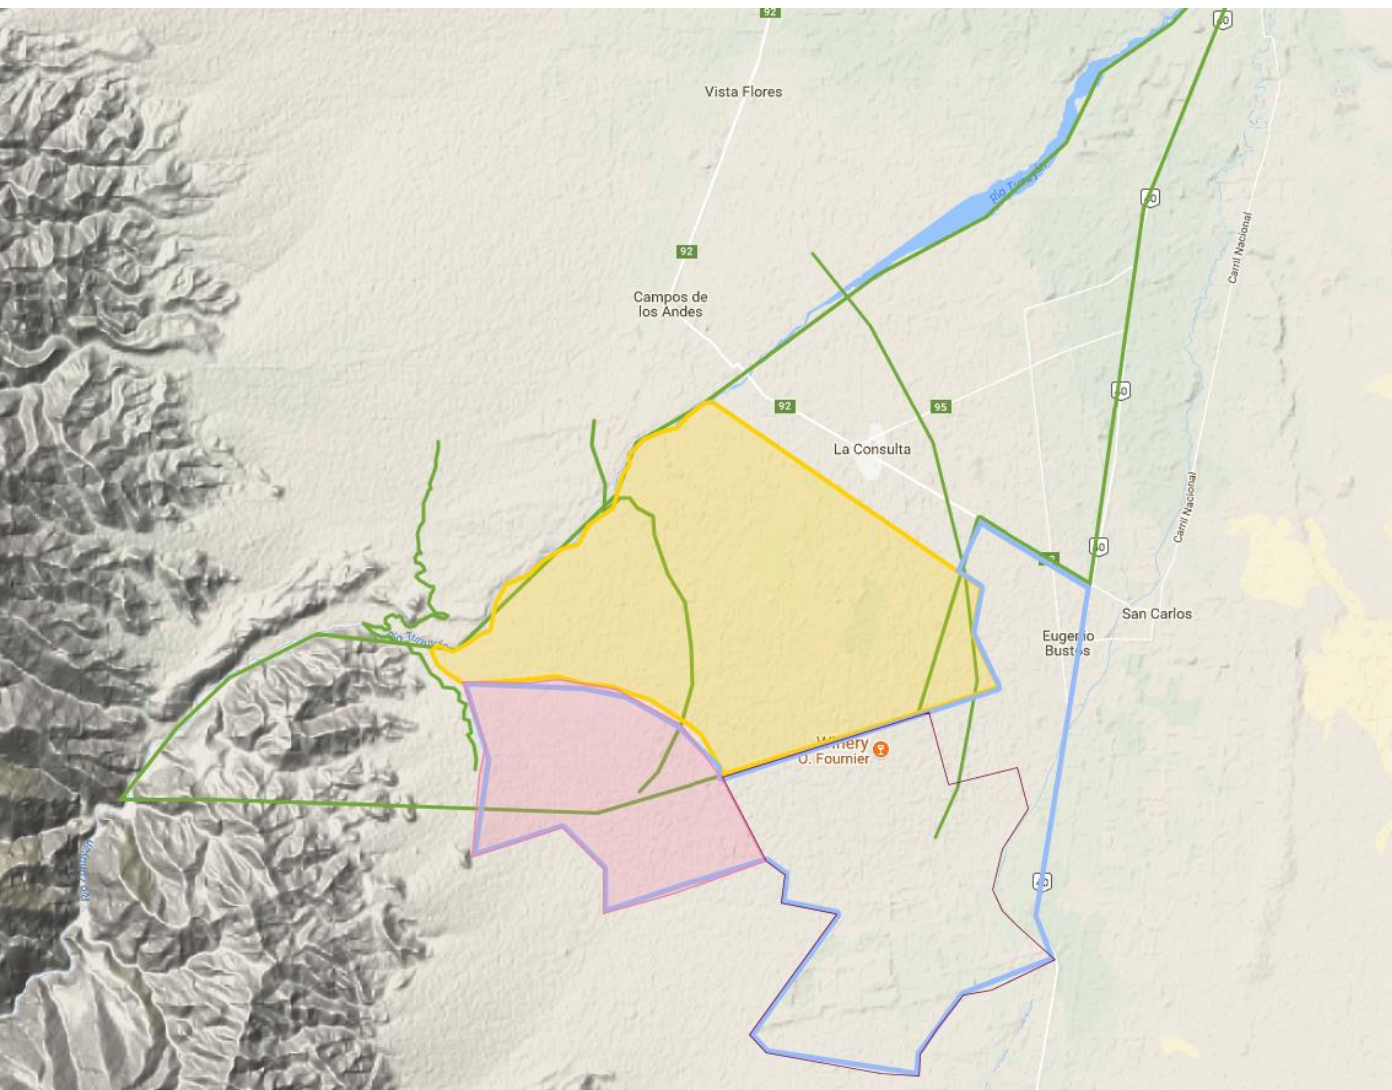 92
40
Vista Flores
Río Tunuyán
40
Carril Nacional
92
Campos de
los Andes
40
92
95
La Consulta
Carril Nacional
40
San Carlos
Eugenio
Bustos
Winery
O. Fournier
40